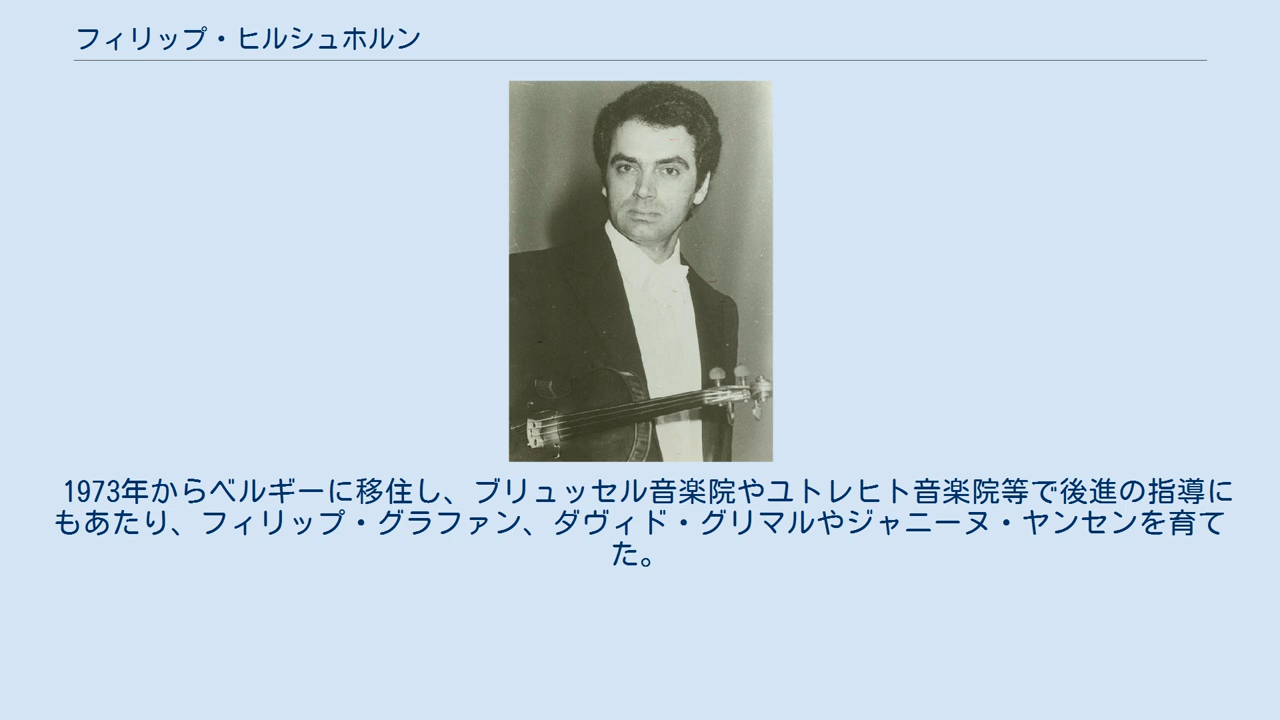 フィリップ・ヒルシュホルン
1973年からベルギーに移住し、ブリュッセル音楽院やユトレヒト音楽院等で後進の指導に
もあたり、フィリップ・グラファン、ダヴィド・グリマルやジャニーヌ・ヤンセンを育て
た。